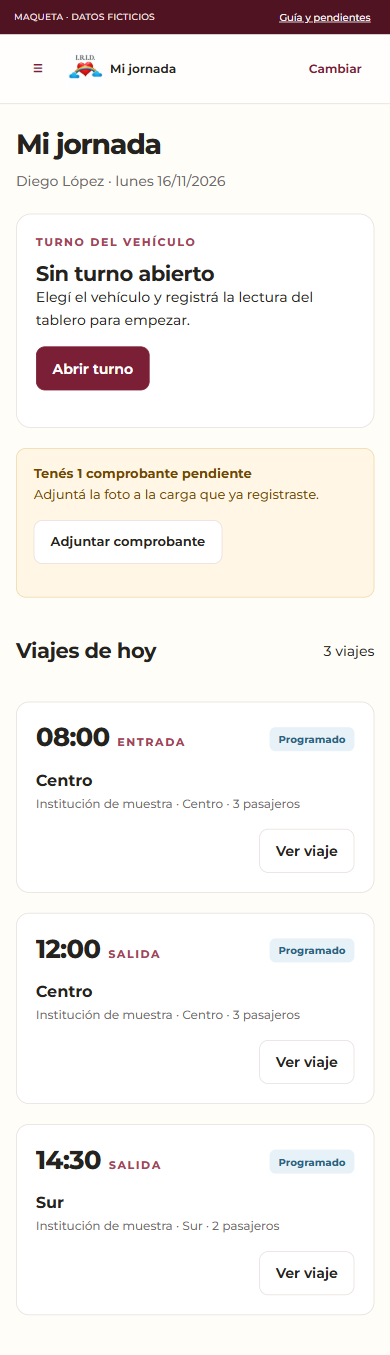 MAQUETA · DATOS FICTICIOS
Guía y pendientes
☰
I.R.I.D.
Mi jornada
Cambiar
Mi jornada
Diego López · lunes 16/11/2026
TURNO DEL VEHÍCULO
Sin turno abierto
Elegí el vehículo y registrá la lectura del
tablero para empezar.
Abrir turno
Tenés 1 comprobante pendiente
Adjuntá la foto a la carga que ya registraste.
Adjuntar comprobante
Viajes de hoy
3 viajes
08:00 ENTRADA
Programado
Centro
Institución de muestra · Centro · 3 pasajeros
Ver viaje
12:00 SALIDA
Programado
Centro
Institución de muestra · Centro · 3 pasajeros
Ver viaje
14:30 SALIDA
Programado
Sur
Institución de muestra · Sur · 2 pasajeros
Ver viaje